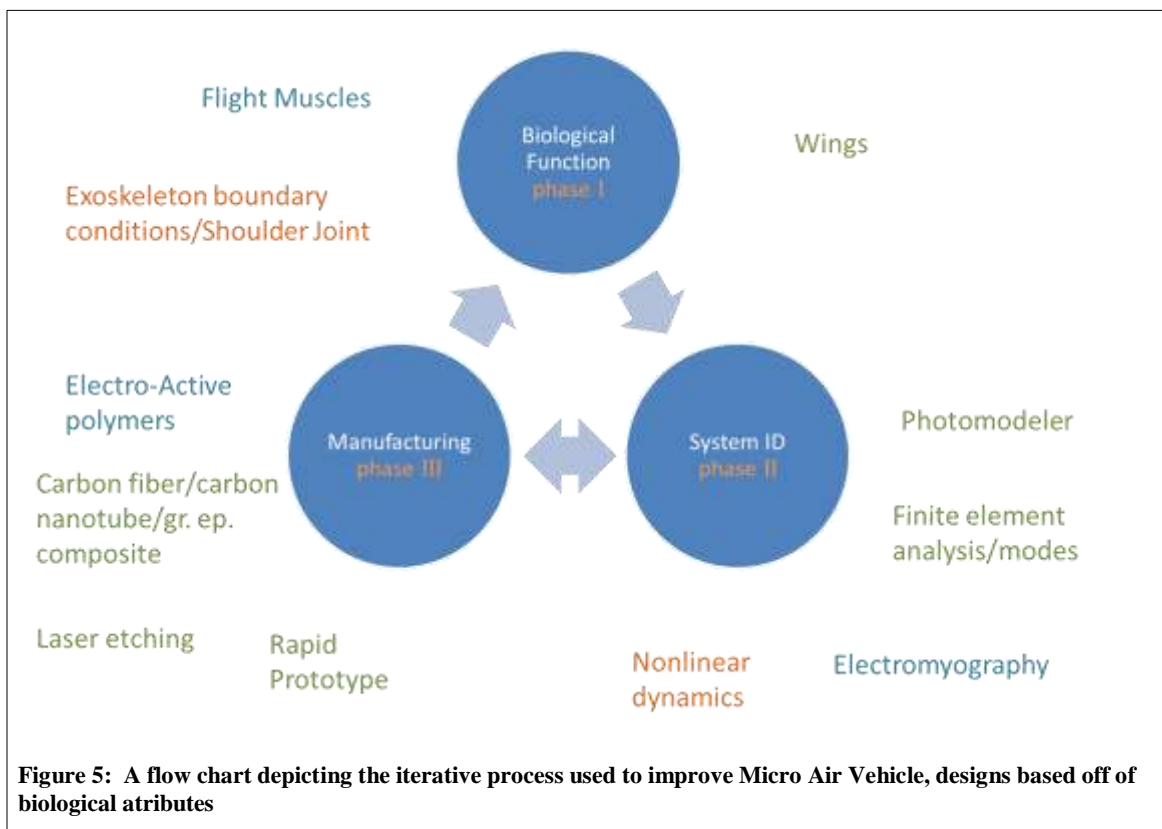 Flight Muscles
Biological
Function
phase I
Wings
Exoskeleton boundary
conditions/Shoulder Joint
Electro-Active
polymers
Manufacturing
phase III
System ID
phase II
Photomodeler
Carbon fiber/carbon
nanotube/gr. ep.
composite
Finite element
analysis/modes
Laser etching
Rapid
Prototype
Nonlinear
dynamics
Electromyography
Figure 5:  A flow chart depicting the iterative process used to improve Micro Air Vehicle, designs based off of
biological atributes